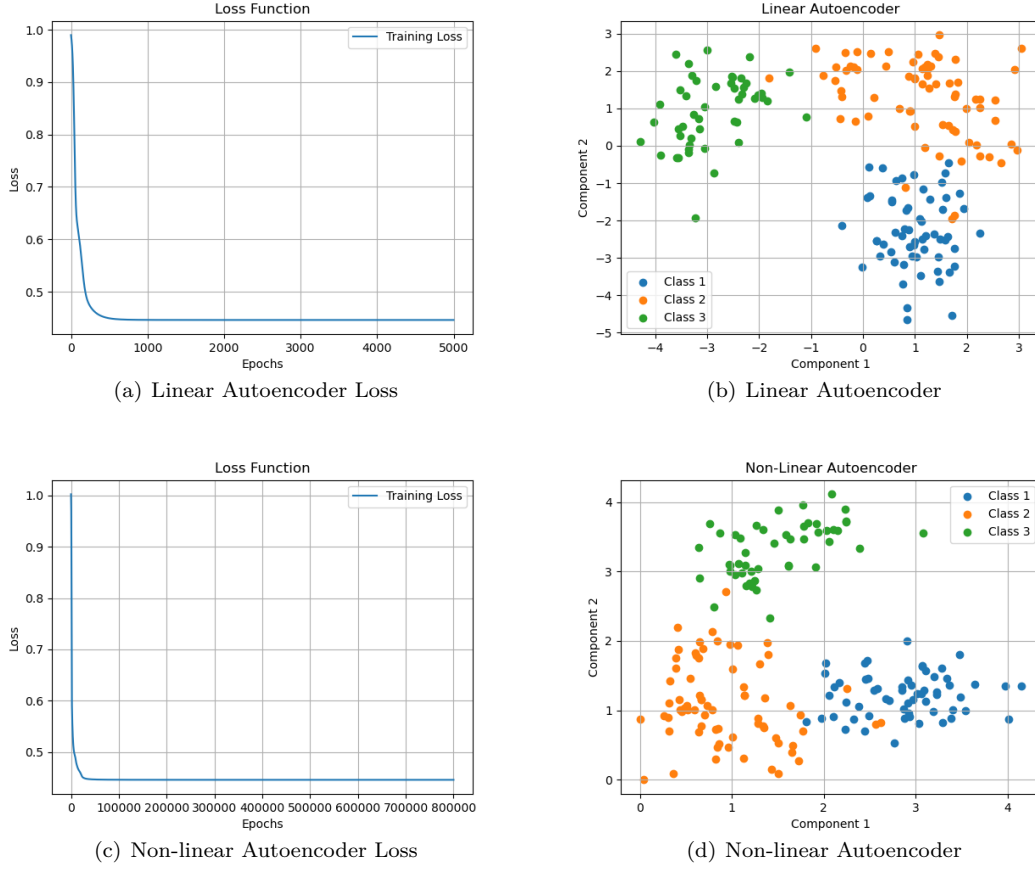 Loss Function
Training Loss
1.0
0.9
0.8
0.7
0.6
0.5
Loss
0 1000 2000 3000 4000 5000
Epochs
(a) Linear Autoencoder Loss
Linear Autoencoder
3
2
1
0
−1
−2
−3
−4
−5
Component 2
Class 1
Class 2
Class 3
−4 −3 −2 −1 0 1 2 3
Component 1
(b) Linear Autoencoder
Loss Function
Training Loss
1.0
0.9
0.8
0.7
0.6
0.5
Loss
0 100000 200000 300000 400000 500000 600000 700000 800000
Epochs
(c) Non-linear Autoencoder Loss
Non-Linear Autoencoder
Class 1
Class 2
Class 3
4
3
2
1
0
Component 2
0 1 2 3 4
Component 1
(d) Non-linear Autoencoder